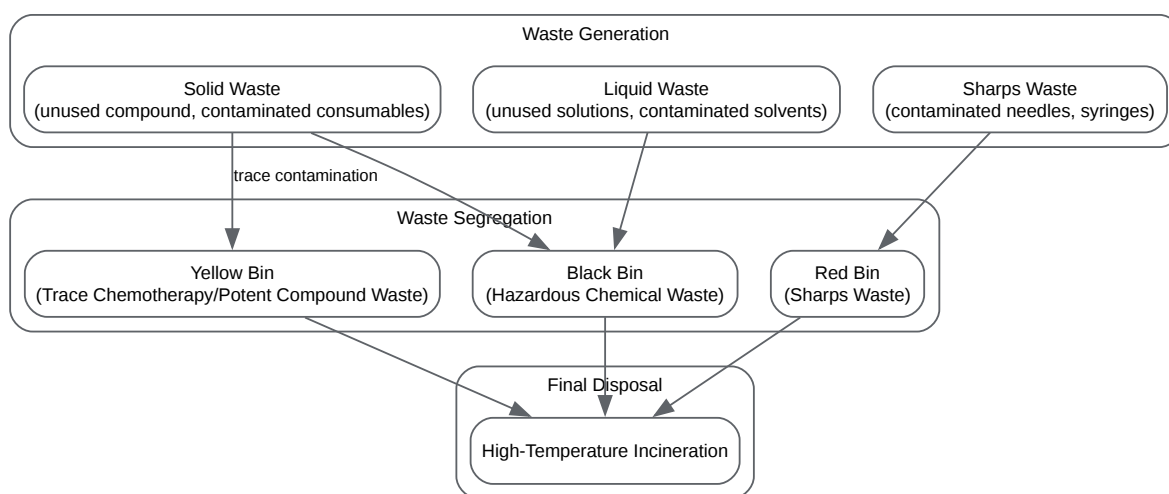 Waste Generation
Solid Waste
(unused compound, contaminated consumables)
Liquid Waste
(unused solutions, contaminated solvents)
Sharps Waste
(contaminated needles, syringes)
trace contamination
Waste Segregation
Yellow Bin
(Trace Chemotherapy/Potent Compound Waste)
Black Bin
(Hazardous Chemical Waste)
Red Bin
(Sharps Waste)
Final Disposal
High-Temperature Incineration